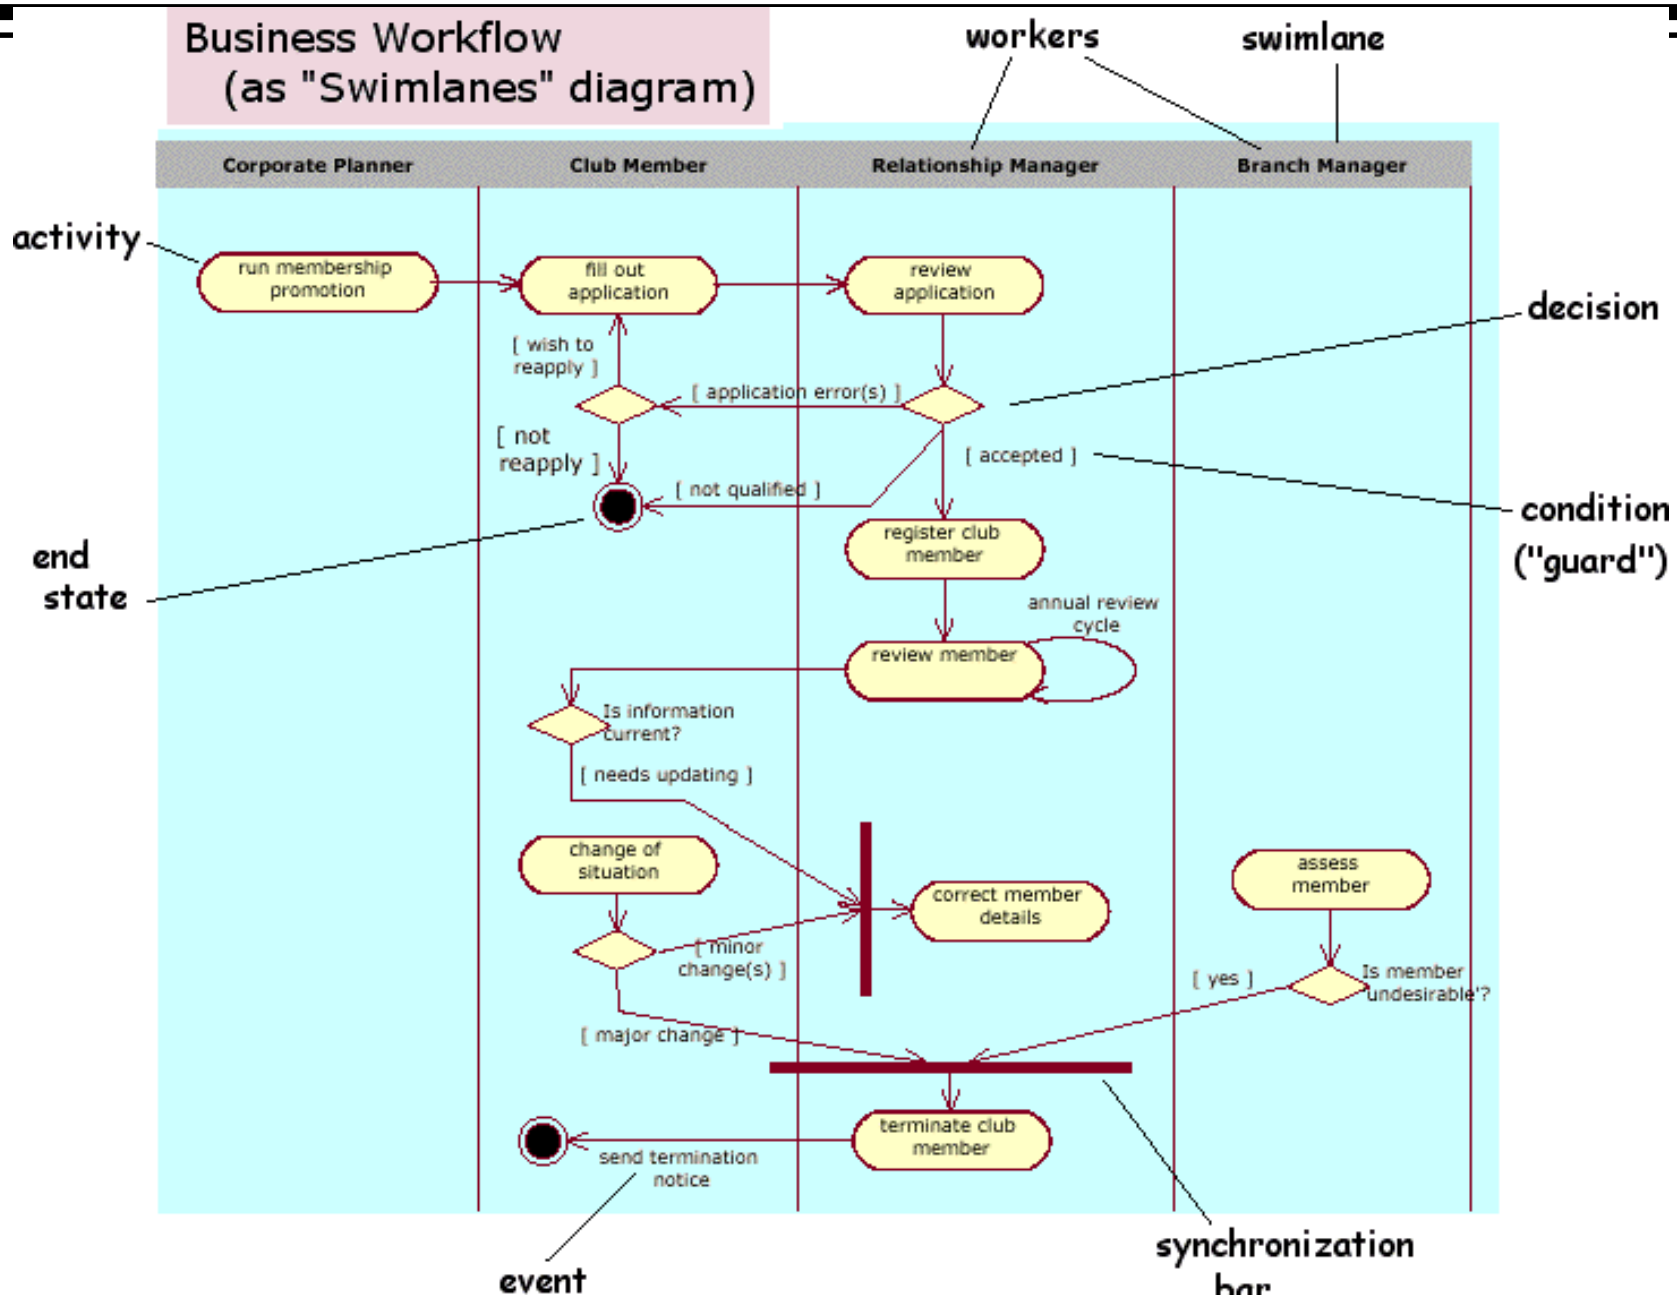 Business Workflow
(as "Swimlanes" diagram)
workers
swimlane
Corporate Planner
Club Member
Relationship Manager
Branch Manager
activity
run membership
promotion
fill out
application
review
application
decision
[ wish to
reapply ]
[ application error(s) ]
[ not
reapply ]
[ accepted ]
[ not qualified ]
condition
("guard")
end
state
register club
member
annual review
cycle
review member
Is information
current?
[ needs updating ]
change of
situation
correct member
details
assess
member
[ minor
change(s) ]
[ yes ]
Is member
'undesirable'?
[ major change ]
terminate club
member
send termination
notice
synchronization
bar
event